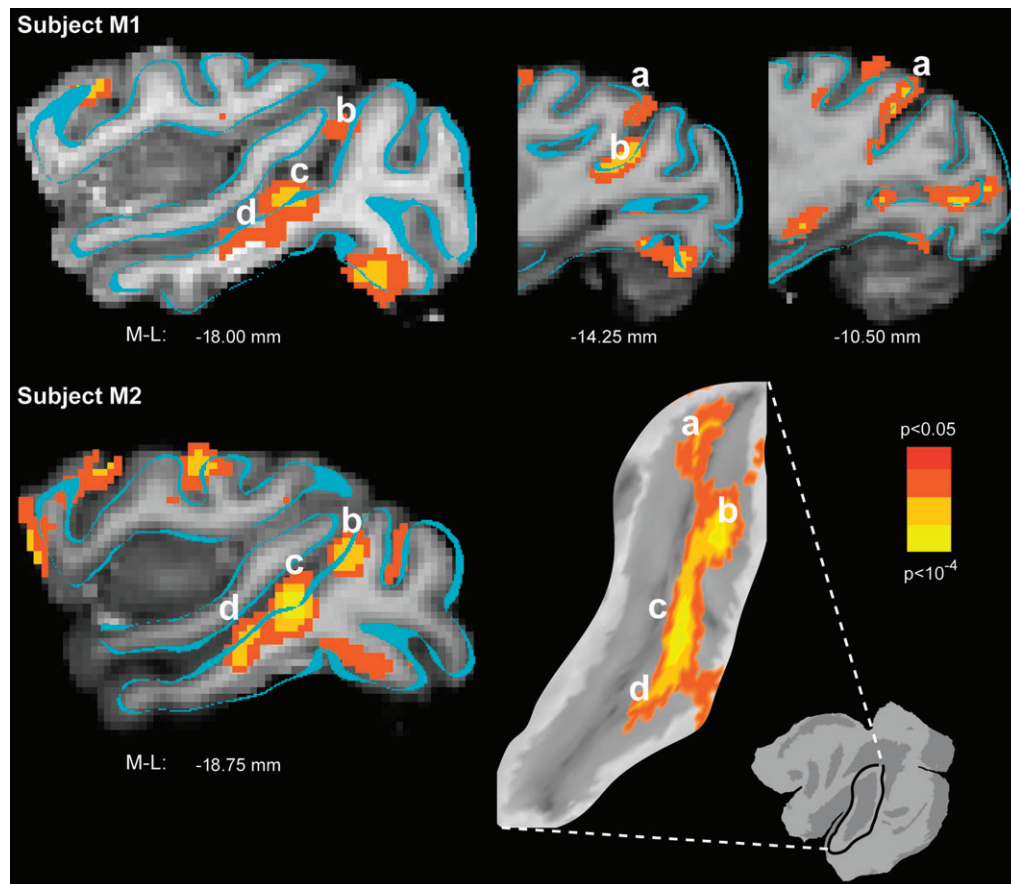 Subject M1
a
a
b
b
c
d
M-L: -18.00 mm
-14.25 mm
-10.50 mm
Subject M2
p<0.05
a
b
b
c
c
d
d
p<10⁻⁴
M-L: -18.75 mm